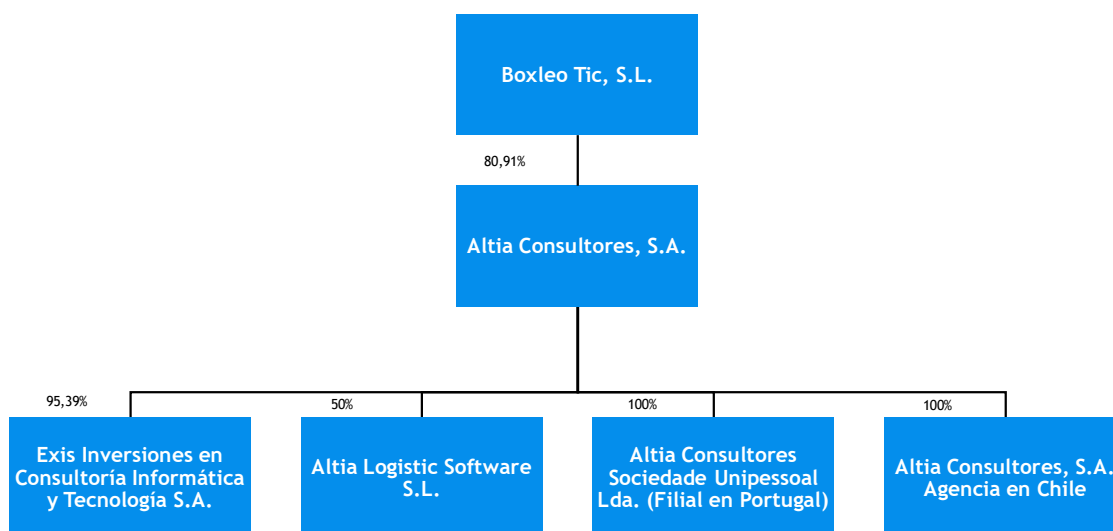 Boxleo Tic, S.L.
80,91%
Altia Consultores, S.A.
95,39%
50%
100%
100%
Exis Inversiones en
Consultoría Informática
y Tecnología S.A.
Altia Logistic Software
S.L.
Altia Consultores
Sociedade Unipessoal
Lda. (Filial en Portugal)
Altia Consultores, S.A.
Agencia en Chile